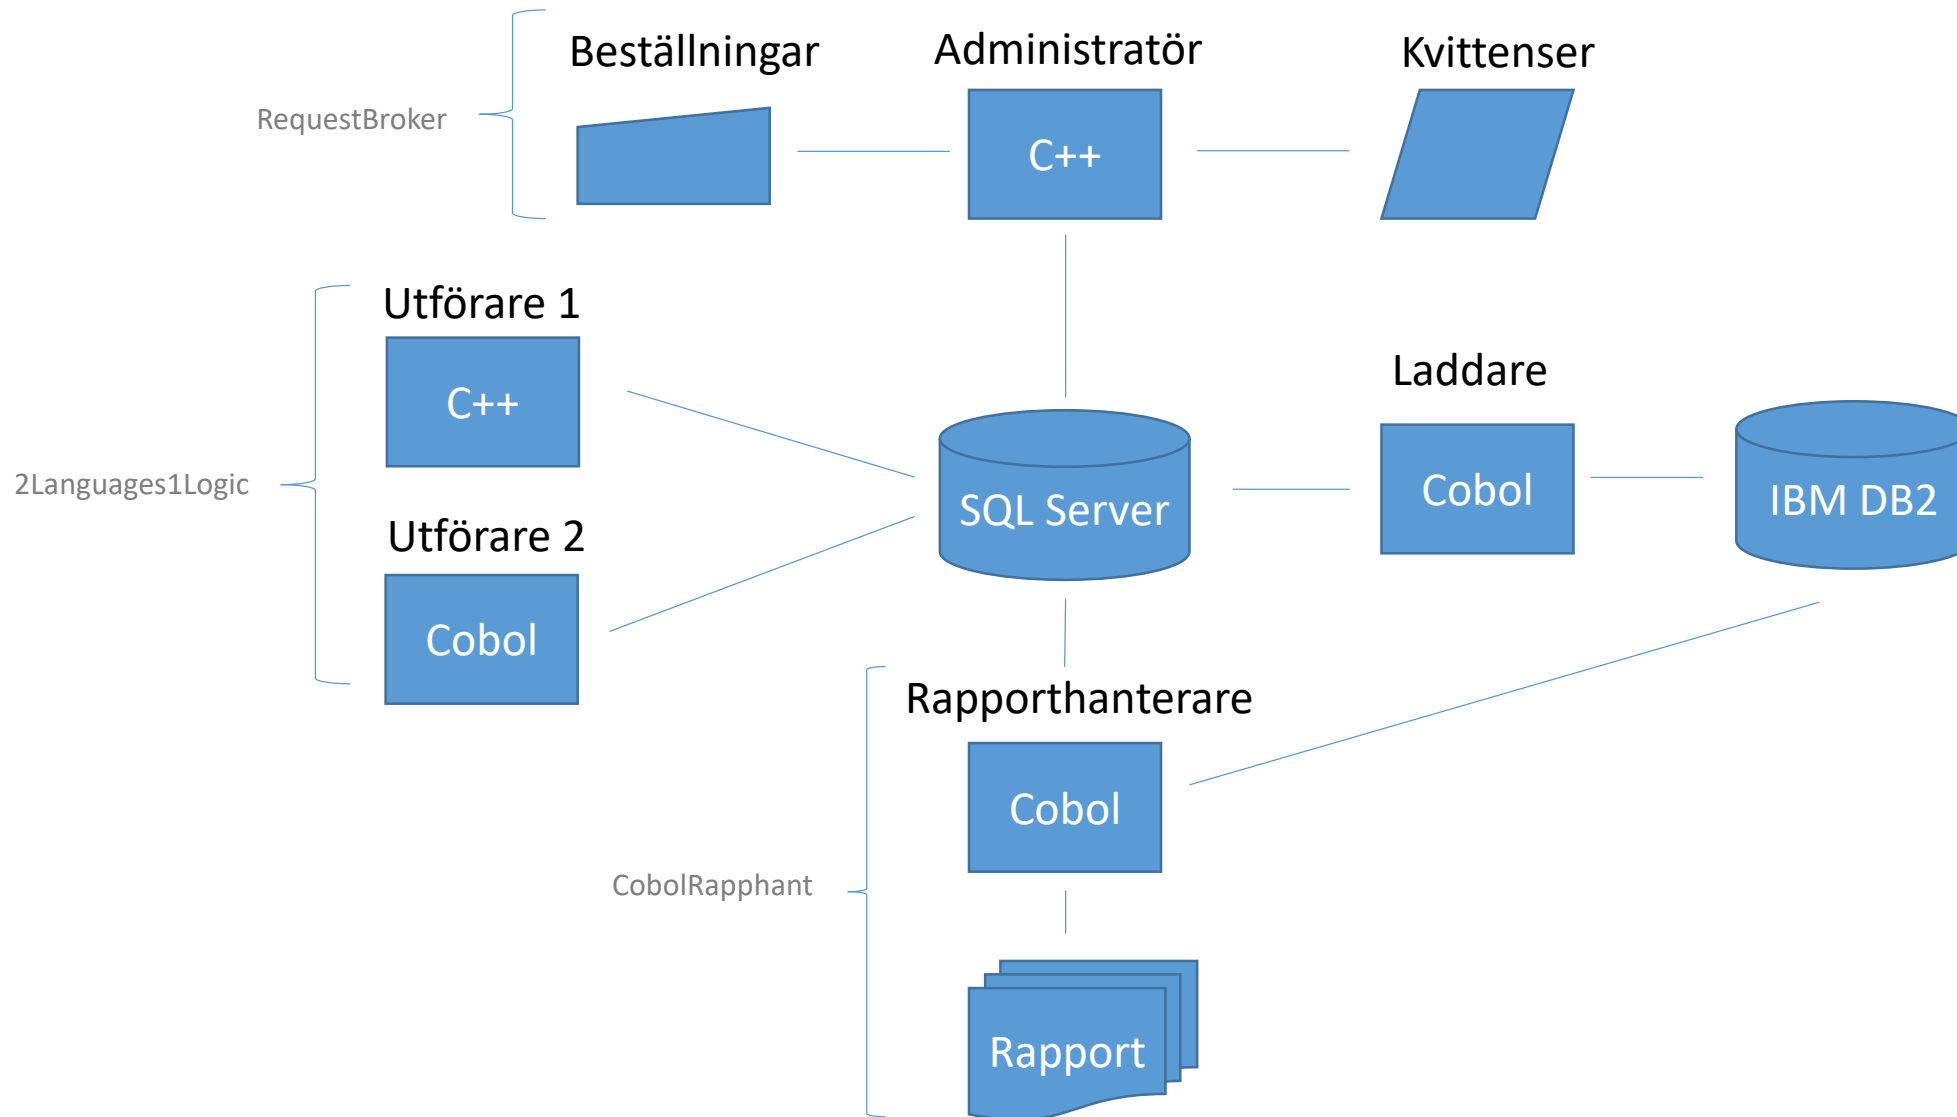 Beställningar
Administratör
Kvittenser
RequestBroker
C++
Utförare 1
C++
Laddare
2Languages1Logic
SQL Server
Cobol
IBM DB2
Utförare 2
Cobol
Rapporthanterare
Cobol
CobolRapphant
Rapport